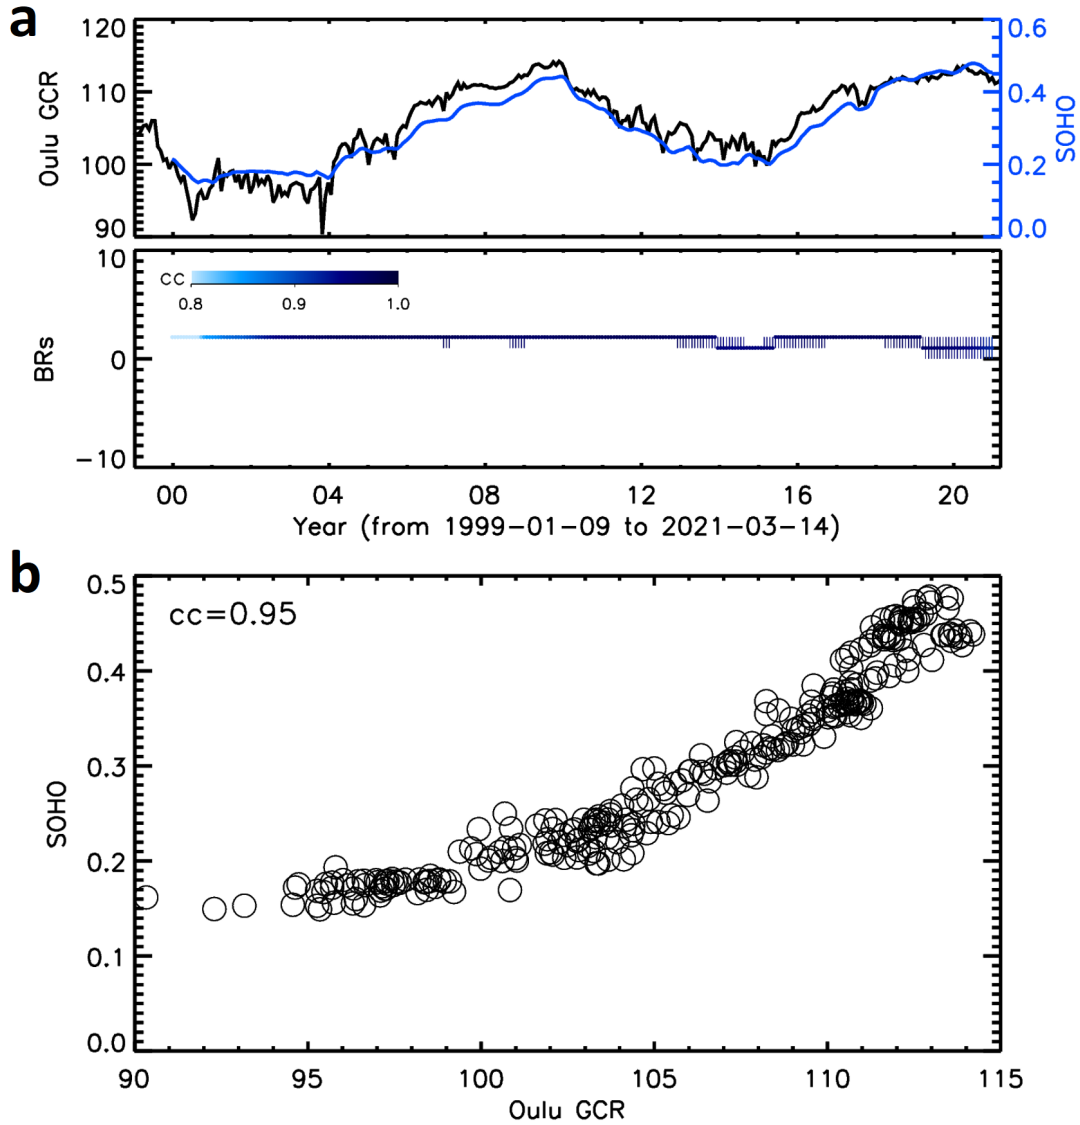 a
120
110
100
90
Oulu GCR
0.6
0.4
0.2
0.0
SOHO
10
0
−10
BRs
cc
0.8 0.9 1.0
00 04 08 12 16 20
Year (from 1999−01−09 to 2021−03−14)
b
cc=0.95
0.5
0.4
0.3
0.2
0.1
0.0
SOHO
90 95 100 105 110 115
Oulu GCR